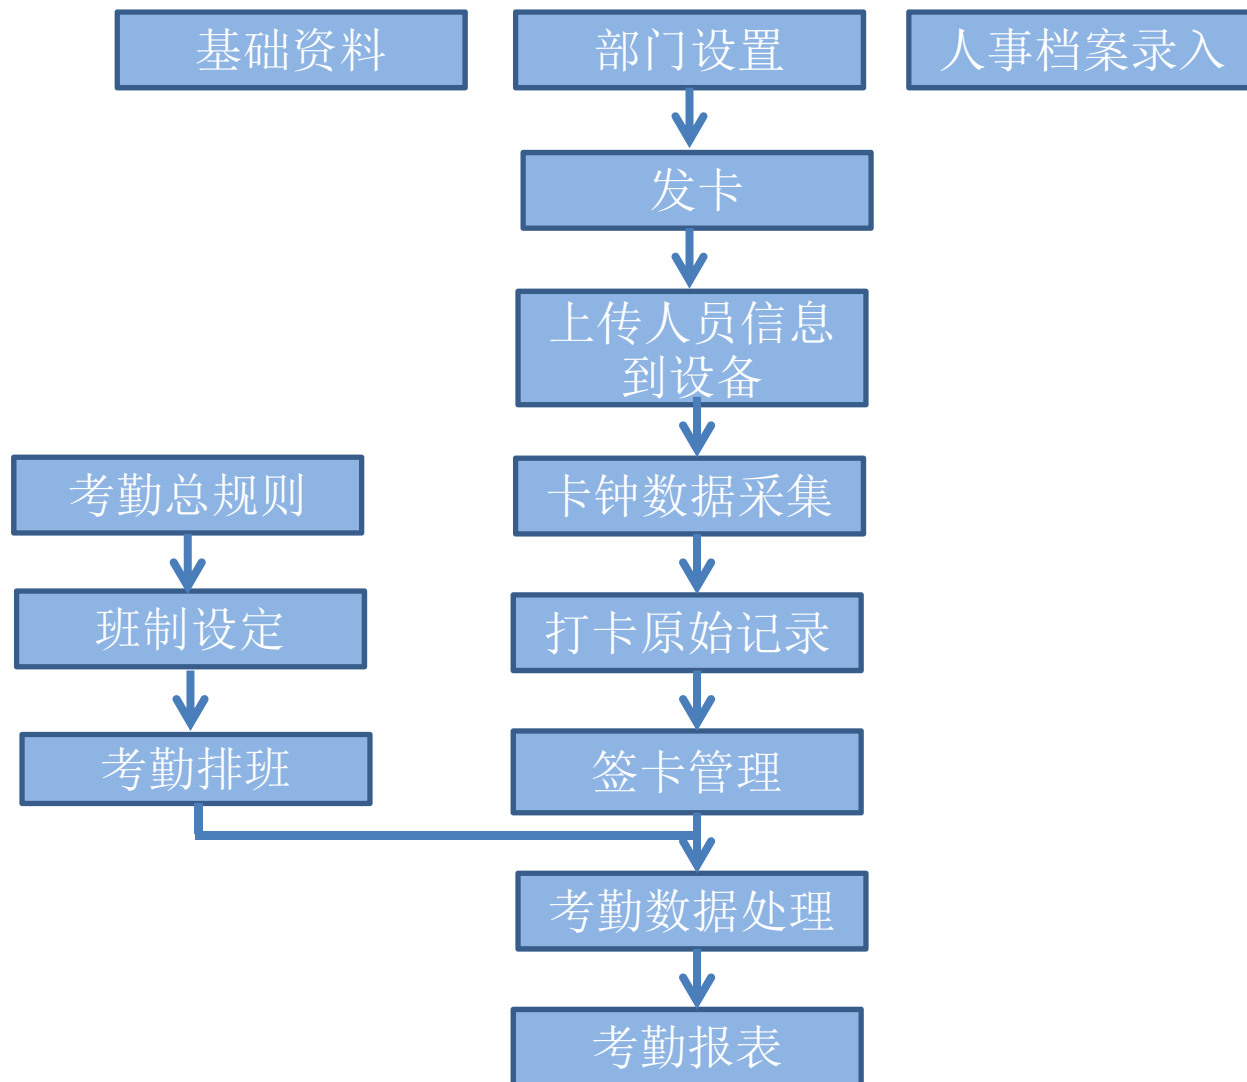 基础资料
部门设置
人事档案录入
发卡
上传人员信息
到设备
考勤总规则
卡钟数据采集
班制设定
打卡原始记录
考勤排班
签卡管理
考勤数据处理
考勤报表